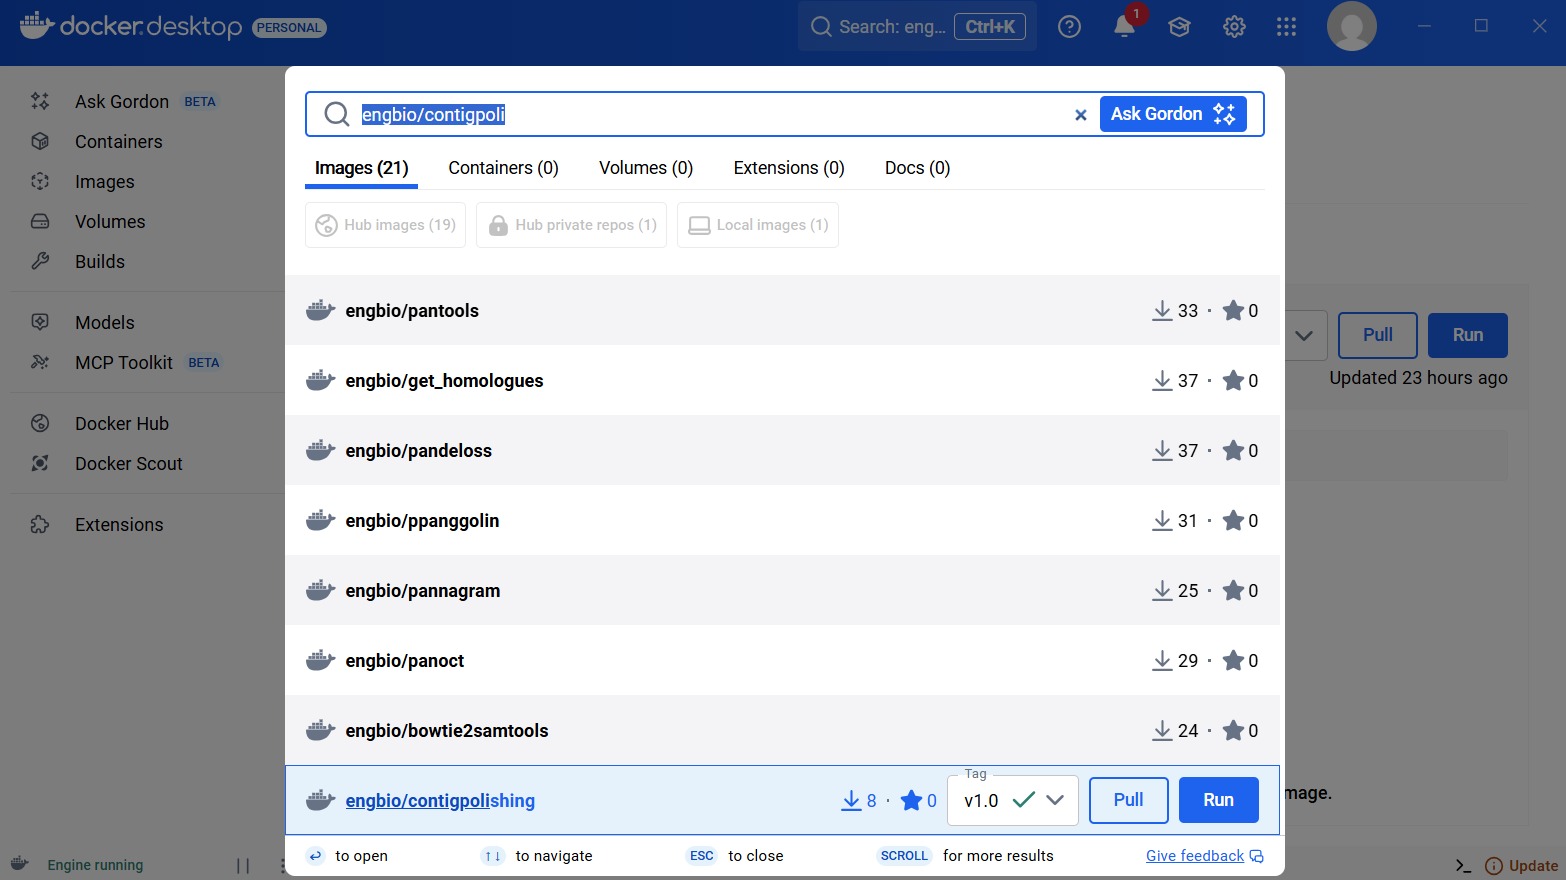 docker desktop PERSONAL
Search: eng... Ctrl+K
1
Ask Gordon BETA
Containers
Images
Volumes
Builds
Models
MCP Toolkit BETA
Docker Hub
Docker Scout
Extensions
engbio/contigpoli
Ask Gordon
Images (21) Containers (0) Volumes (0) Extensions (0) Docs (0)
Hub images (19) Hub private repos (1) Local images (1)
engbio/pantools 33 · 0
engbio/get_homologues 37 · 0
engbio/pandeloss 37 · 0
engbio/ppanggolin 31 · 0
engbio/pannagram 25 · 0
engbio/panoct 29 · 0
engbio/bowtie2samtools 24 · 0
Tag
engbio/contigpolishing 8 · 0 v1.0 Pull Run
to open to navigate ESC to close SCROLL for more results Give feedback
Pull Run
Updated 23 hours ago
mage.
Engine running
Update